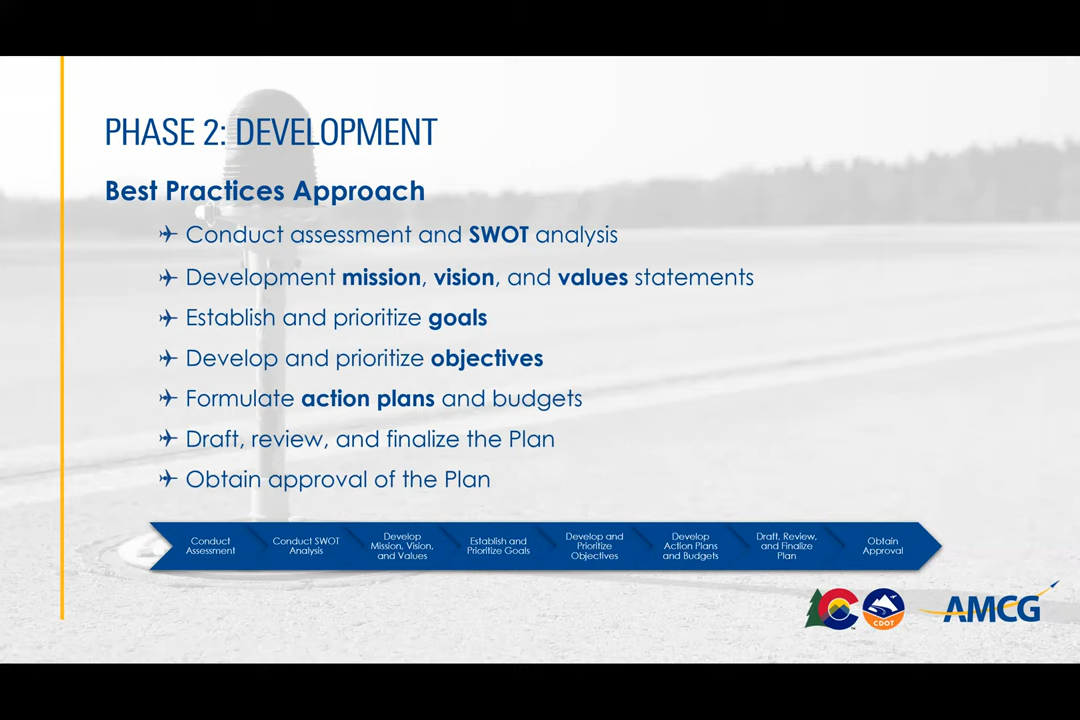 PHASE 2: DEVELOPMENT
Best Practices Approach
Conduct assessment and SWOT analysis
Development mission, vision, and values statements
Establish and prioritize goals
Develop and prioritize objectives
Formulate action plans and budgets
Draft, review, and finalize the Plan
Obtain approval of the Plan
Conduct
Assessment
Conduct SWOT
Analysis
Develop
Mission, Vision,
and Values
Establish and
Prioritize Goals
Develop and
Prioritize
Objectives
Develop
Action Plans
and Budgets
Draft, Review,
and Finalize
Plan
Obtain
Approval
CDOT
AMCG